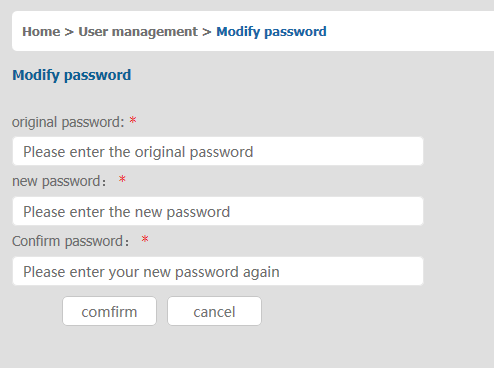 Home > User management > Modify password
Modify password
original password: *
Please enter the original password
new password： *
Please enter the new password
Confirm password： *
Please enter your new password again
comfirm cancel